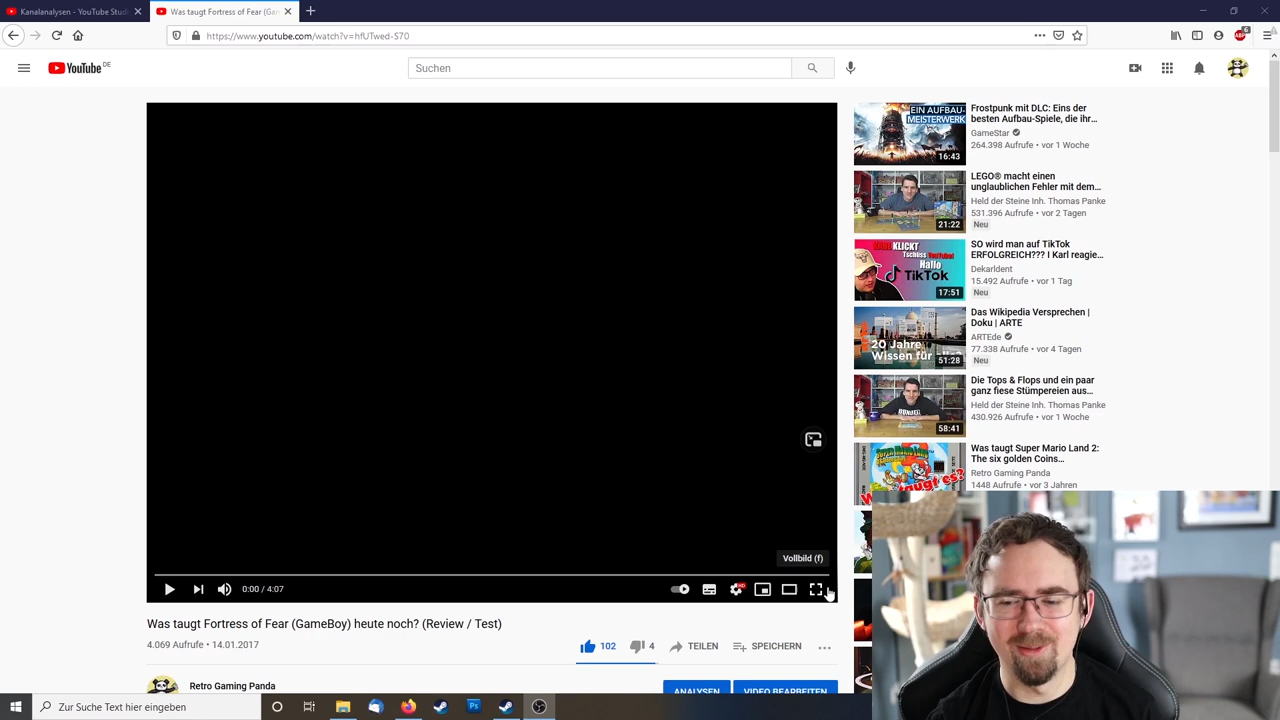 Kanalanalysen - YouTube Stud
Was taugt Fortress of Fear (Gam
https://www.youtube.com/watch?v=hfUTwed-S70
6
YouTube DE
Suchen
EIN AUFBAU-
MEISTERWERK
16:43
Frostpunk mit DLC: Eins der
besten Aufbau-Spiele, die ihr...
GameStar
264.398 Aufrufe • vor 1 Woche
21:22
LEGO® macht einen
unglaublichen Fehler mit dem...
Held der Steine Inh. Thomas Panke
531.396 Aufrufe • vor 2 Tagen
Neu
KLICKT
Tschüss YouTube!
Hallo
TikTok
17:51
SO wird man auf TikTok
ERFOLGREICH??? I Karl reagie...
Dekarldent
15.492 Aufrufe • vor 1 Tag
Neu
20 Jahre
Wissen für
51:28
Das Wikipedia Versprechen |
Doku | ARTE
ARTEde
77.338 Aufrufe • vor 4 Tagen
Neu
58:41
Die Tops & Flops und ein paar
ganz fiese Stümpereien aus...
Held der Steine Inh. Thomas Panke
430.926 Aufrufe • vor 1 Woche
Was taugt Super Mario Land 2:
The six golden Coins...
Retro Gaming Panda
1448 Aufrufe • vor 3 Jahren
Vollbild (f)
0:00 / 4:07
HD
Was taugt Fortress of Fear (GameBoy) heute noch? (Review / Test)
4.069 Aufrufe • 14.01.2017
102
4
TEILEN
SPEICHERN
Retro Gaming Panda
ANALYSEN
VIDEO BEARBEITEN
Zur Suche Text hier eingeben